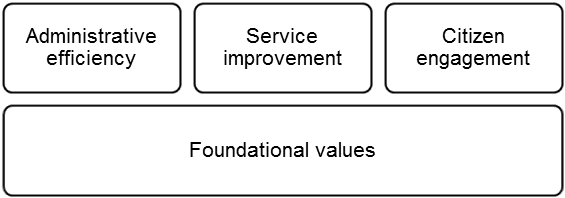 Administrative
efficiency
Service
improvement
Citizen
engagement
Foundational values